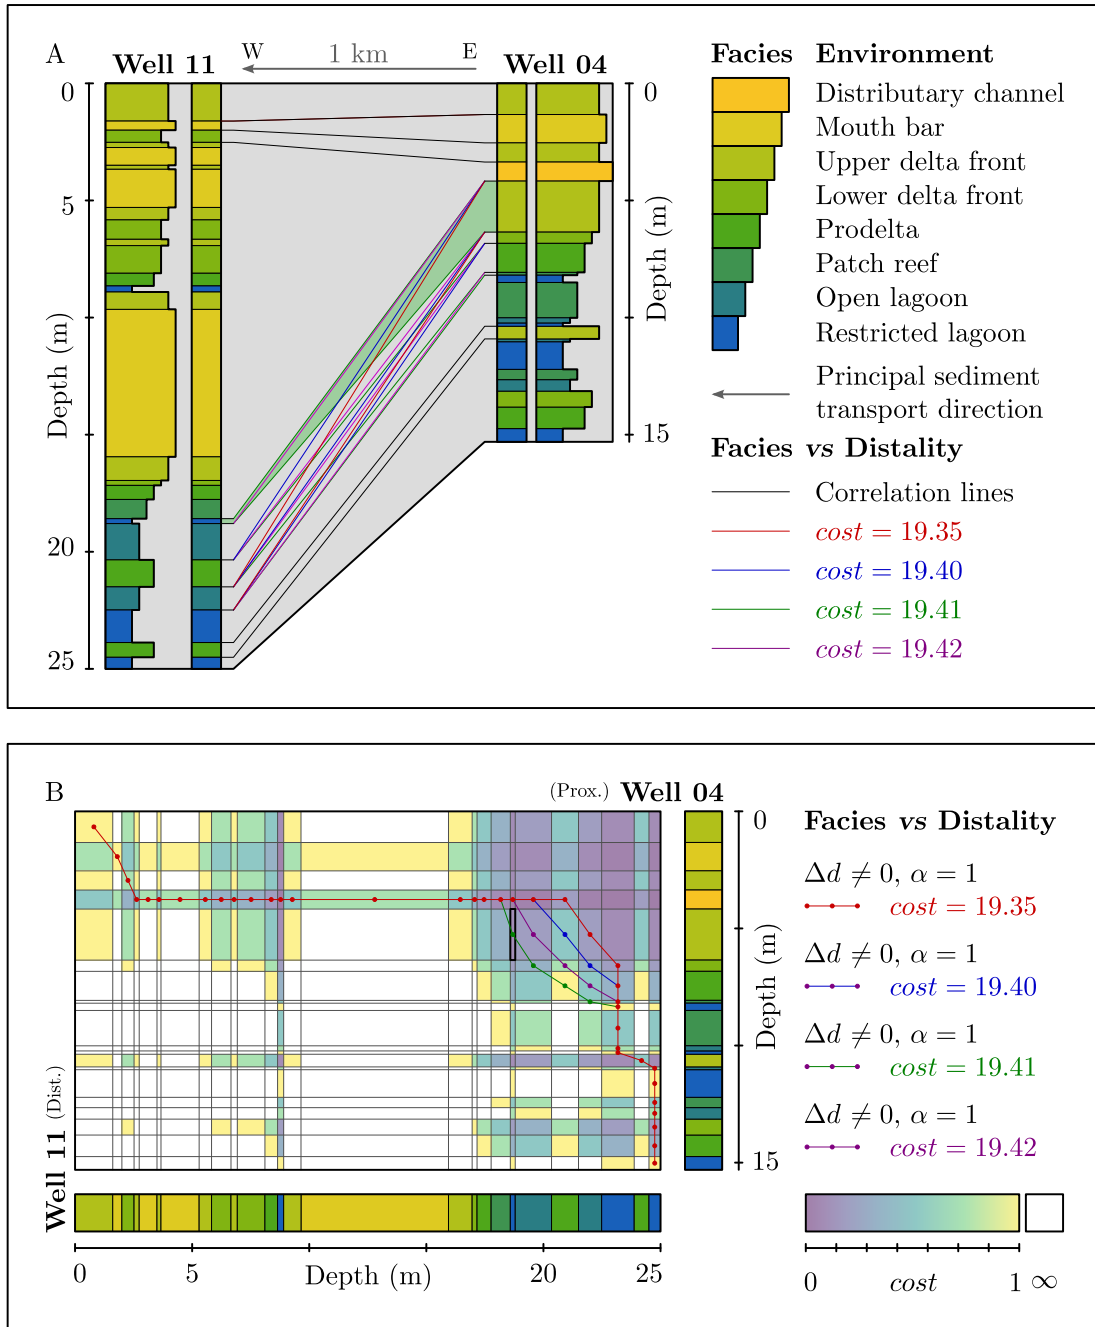 A
W
1 km
E
Well 11
Well 04
0
5
20
25
Depth (m)
0
15
Depth (m)
Facies Environment
Distributary channel
Mouth bar
Upper delta front
Lower delta front
Prodelta
Patch reef
Open lagoon
Restricted lagoon
Principal sediment
transport direction
Facies vs Distality
Correlation lines
cost = 19.35
cost = 19.40
cost = 19.41
cost = 19.42
B
(Prox.) Well 04
0
15
Depth (m)
Well 11 (Dist.)
0 5 Depth (m) 20 25
Facies vs Distality
Δd ≠ 0, α = 1
cost = 19.35
Δd ≠ 0, α = 1
cost = 19.40
Δd ≠ 0, α = 1
cost = 19.41
Δd ≠ 0, α = 1
cost = 19.42
0 cost 1 ∞